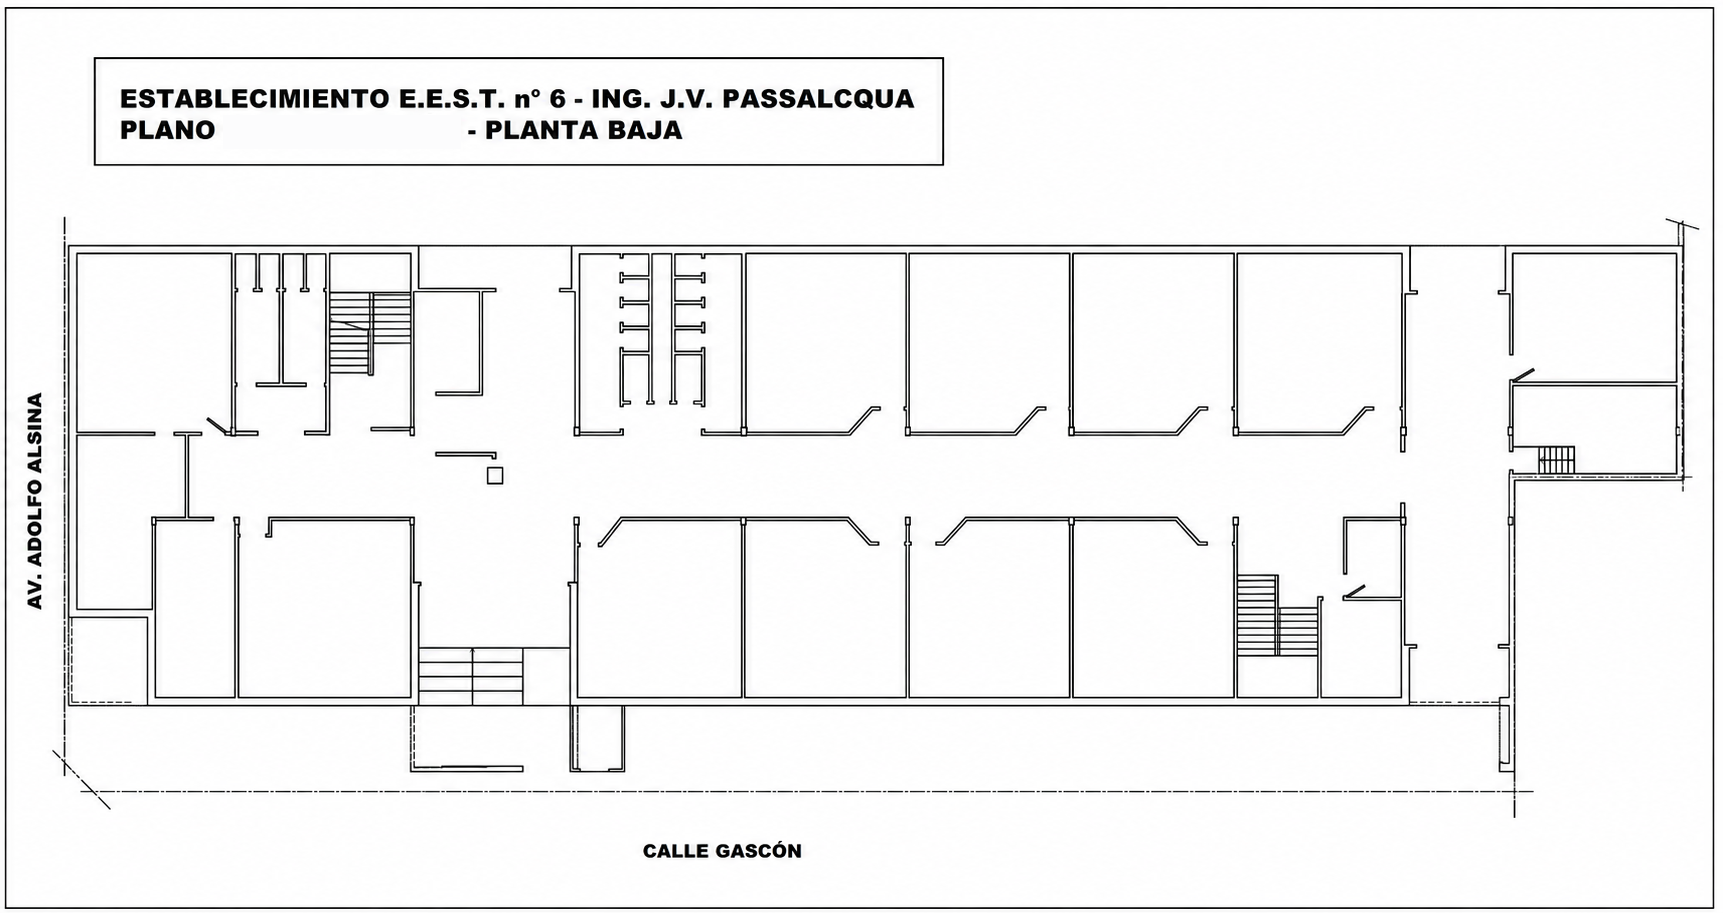 ESTABLECIMIENTO E.E.S.T. n° 6 - ING. J.V. PASSALCQUA
PLANO - PLANTA BAJA
AV. ADOLFO ALSINA
CALLE GASCÓN